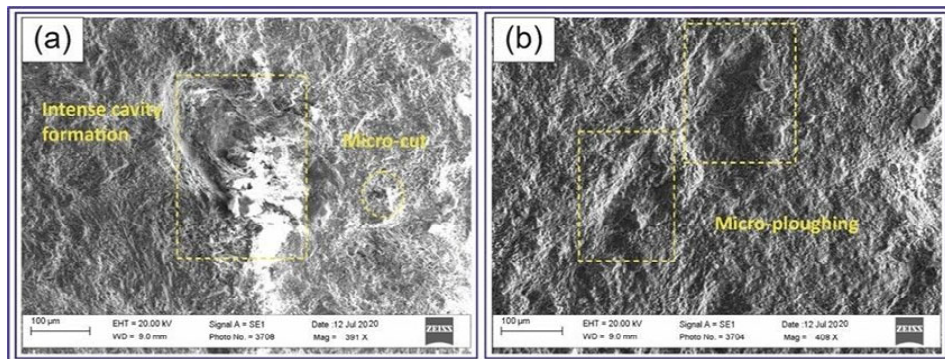 (a)
Intense cavity
formation
Micro-cut
100 µm
EHT = 20.00 kV
Signal A = SE1
Date :12 Jul 2020
WD = 9.0 mm
Photo No. = 3708
Mag = 391 X
ZEISS
(b)
Micro-ploughing
100 µm
EHT = 20.00 kV
Signal A = SE1
Date :12 Jul 2020
WD = 9.0 mm
Photo No. = 3704
Mag = 408 X
ZEISS